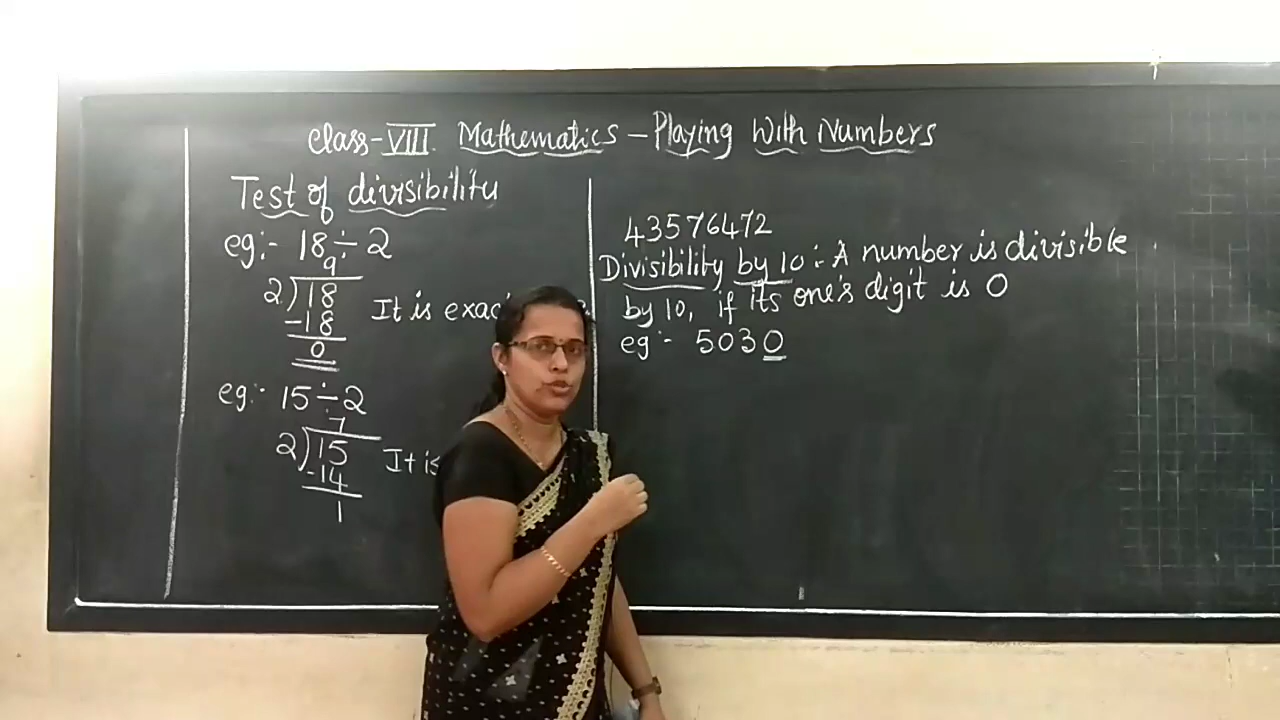 Class-VIII. Mathematics - Playing With Numbers
Test of divisibility
eg:- 18 ÷ 2
9
2)18
-18
0
It is
eg:- 15 ÷ 2
7
2)15
-14
1
It is
43576472
Divisibility by 10 :- A number is divisible
by 10, if its one's digit is 0
eg:- 5030